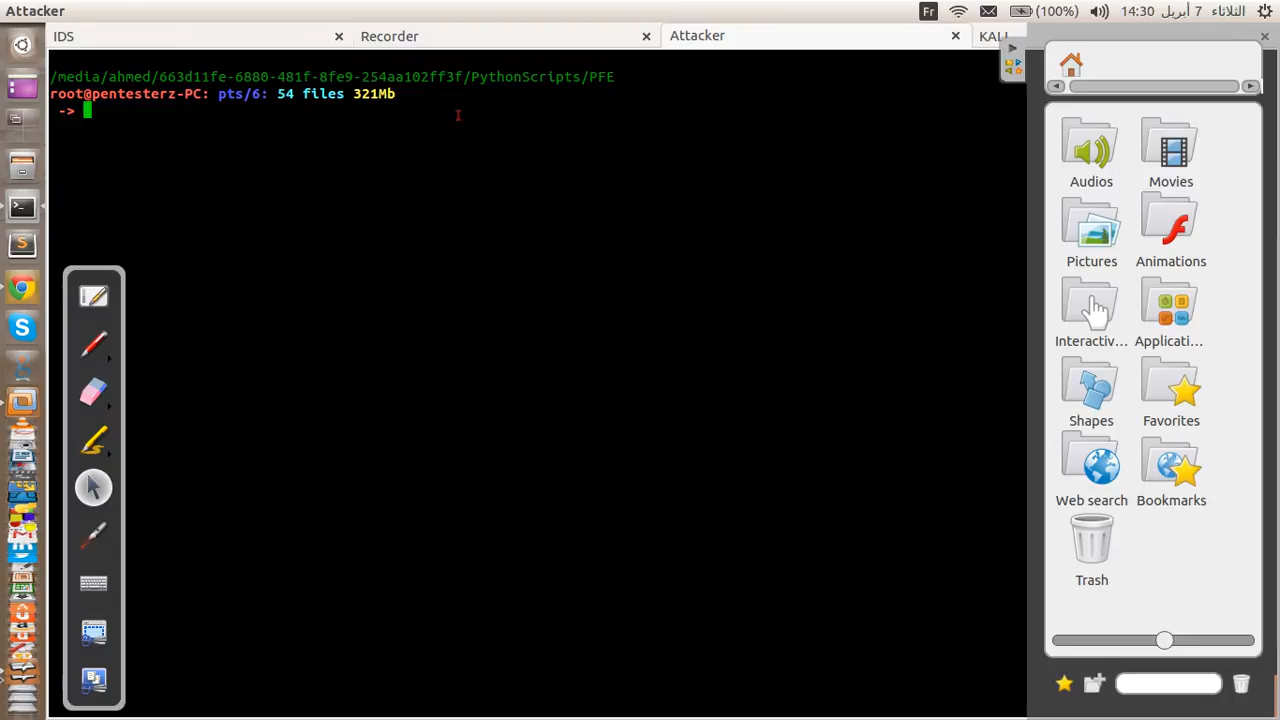 Attacker
Fr
(100%)
14:30 الثلاثاء 7 أبريل
IDS
Recorder
Attacker
KALI
/media/ahmed/663d11fe-6880-481f-8fe9-254aa102ff3f/PythonScripts/PFE
root@pentesterz-PC: pts/6: 54 files 321Mb
->
Audios
Movies
Pictures
Animations
Interactiv...
Applicati...
Shapes
Favorites
Web search
Bookmarks
Trash